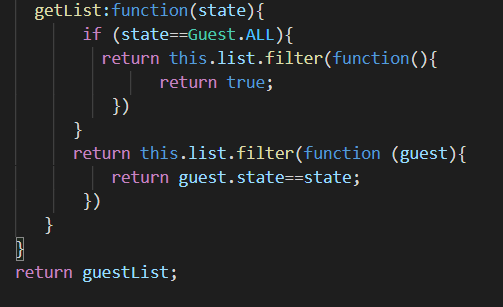 getList:function(state){
if (state==Guest.ALL){
return this.list.filter(function(){
return true;
})
}
return this.list.filter(function (guest){
return guest.state==state;
})
}
}
return guestList;